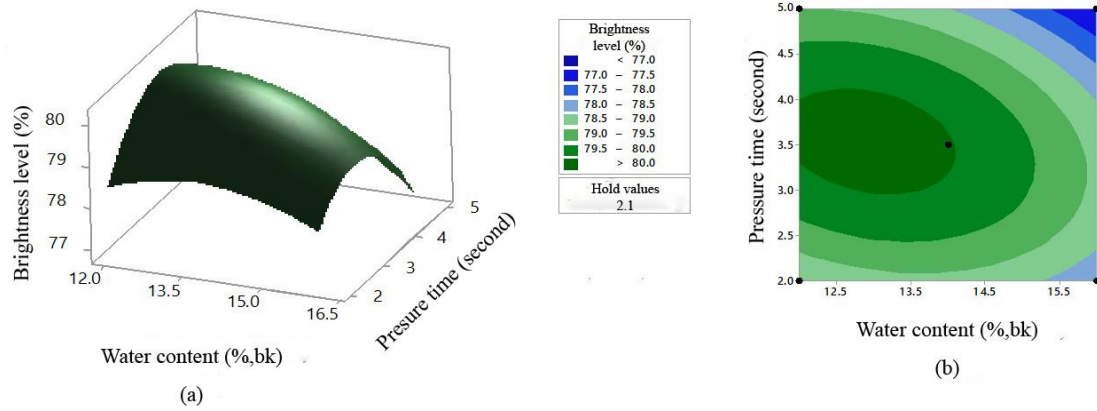 80
79
78
77
Brightness level (%)
12.0
13.5
15.0
16.5
Water content (%,bk)
2
3
4
5
Presure time (second)
(a)
Brightness
level (%)
< 77.0
77.0 – 77.5
77.5 – 78.0
78.0 – 78.5
78.5 – 79.0
79.0 – 79.5
79.5 – 80.0
> 80.0
Hold values
2.1
5.0
4.5
4.0
3.5
3.0
2.5
2.0
Pressure time (second)
12.5
13.5
14.5
15.5
Water content (%,bk)
(b)